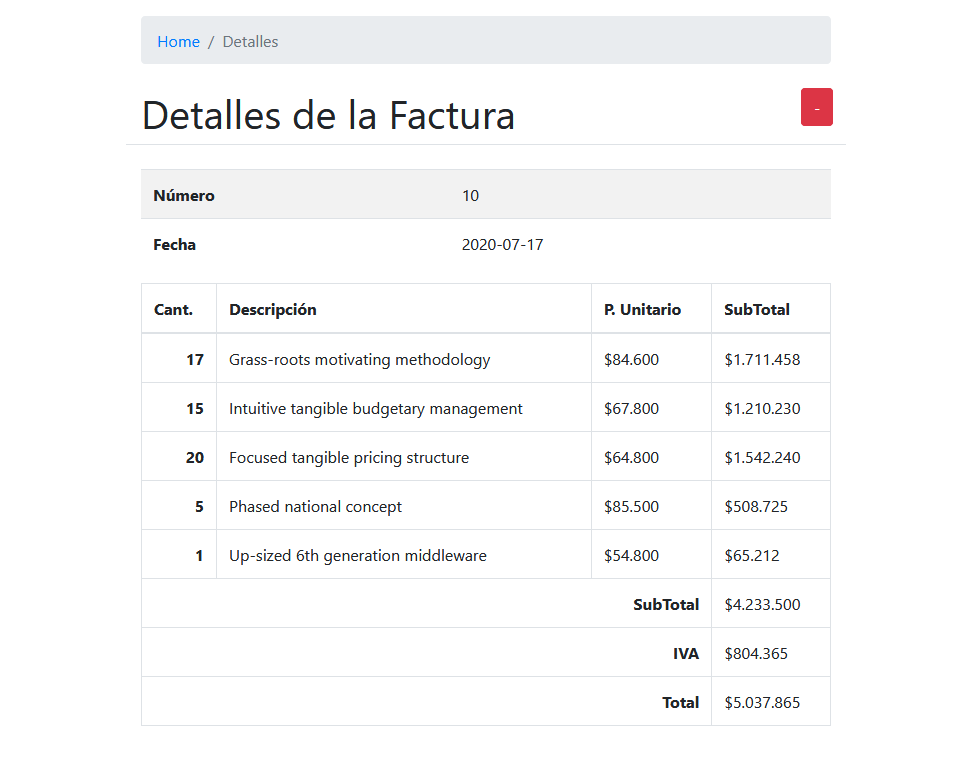 Home / Detalles
Detalles de la Factura
-
Número 10
Fecha 2020-07-17
Cant. Descripción P. Unitario SubTotal
17 Grass-roots motivating methodology $84.600 $1.711.458
15 Intuitive tangible budgetary management $67.800 $1.210.230
20 Focused tangible pricing structure $64.800 $1.542.240
5 Phased national concept $85.500 $508.725
1 Up-sized 6th generation middleware $54.800 $65.212
SubTotal $4.233.500
IVA $804.365
Total $5.037.865